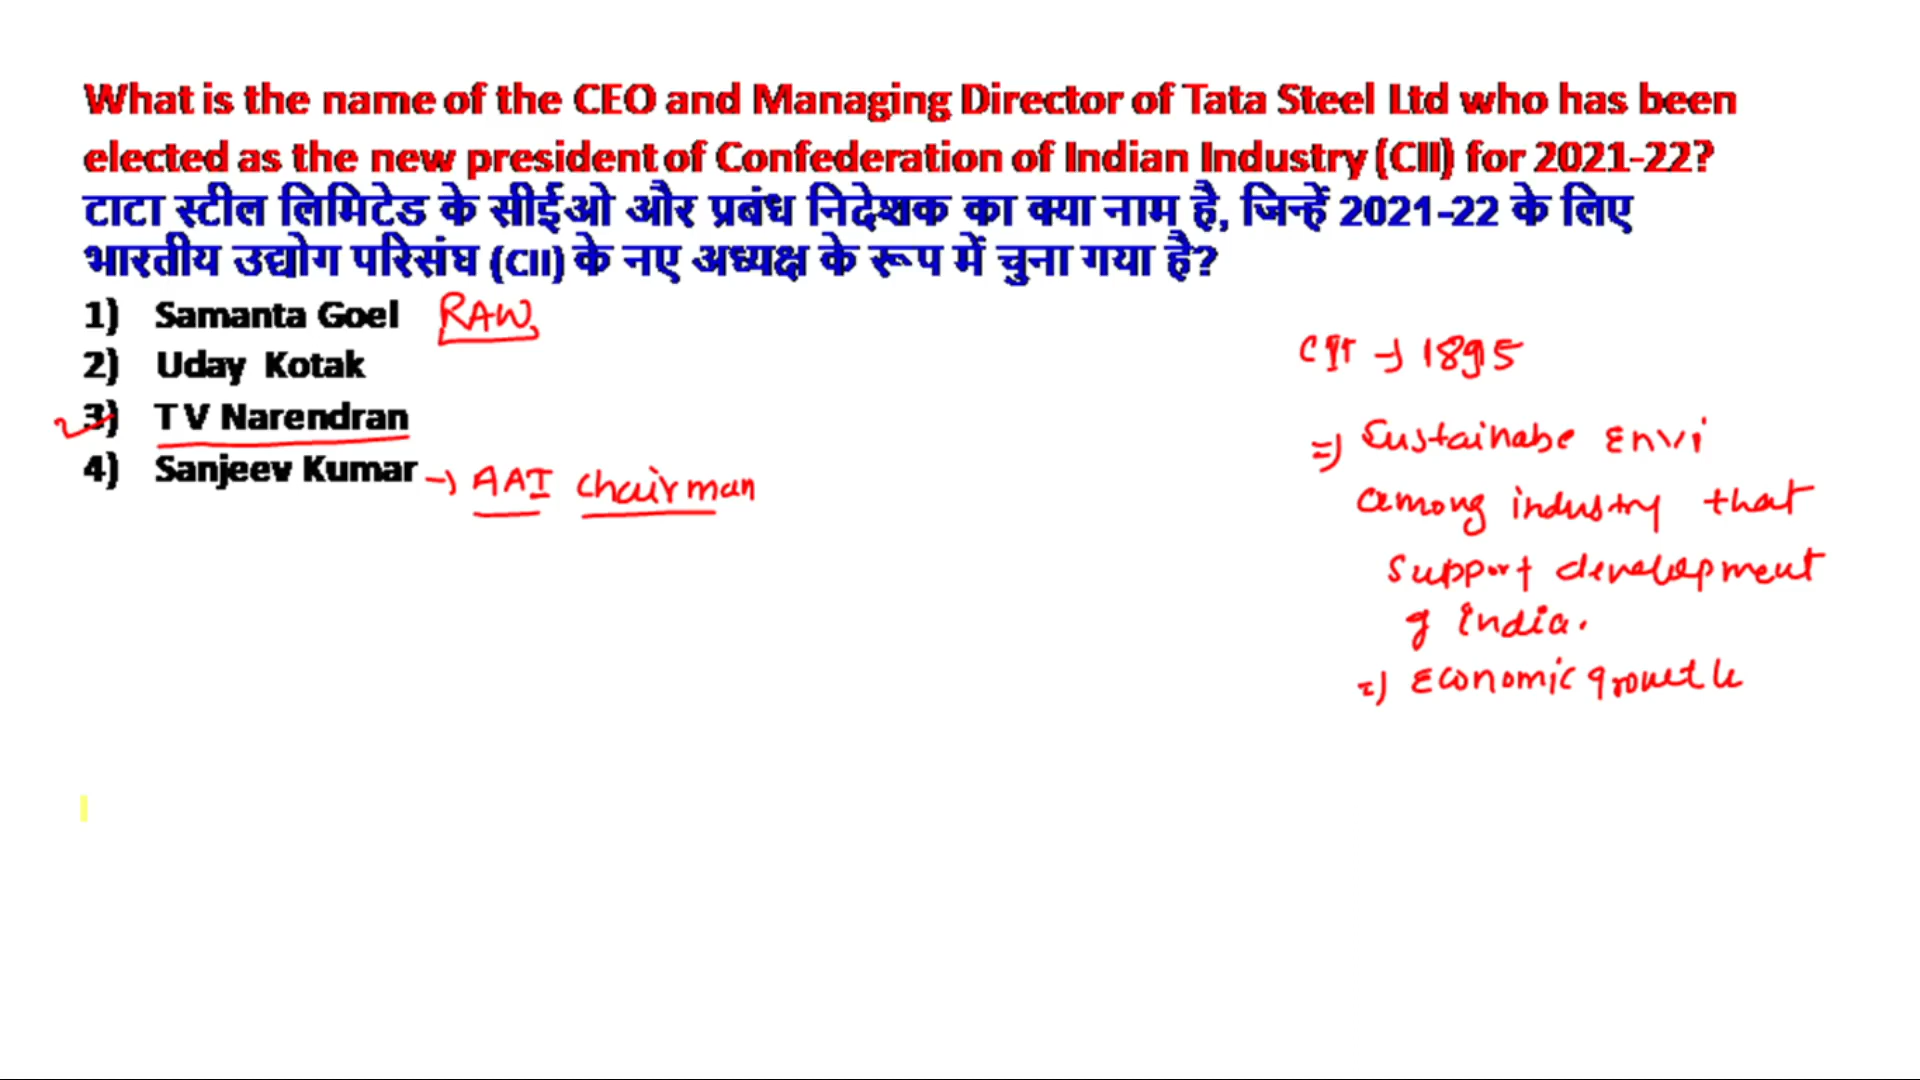 What is the name of the CEO and Managing Director of Tata Steel Ltd who has been
elected as the new president of Confederation of Indian Industry (CII) for 2021-22?
टाटा स्टील लिमिटेड के सीईओ और प्रबंध निदेशक का क्या नाम है, जिन्हें 2021-22 के लिए
भारतीय उद्योग परिसंघ (CII) के नए अध्यक्ष के रूप में चुना गया है?
1) Samanta Goel RAW
2) Uday Kotak
3) T V Narendran
4) Sanjeev Kumar → AAI Chairman
CII → 1895
⇒ Sustainabe Envi
among industry that
Support development
of India.
⇒ Economic growth